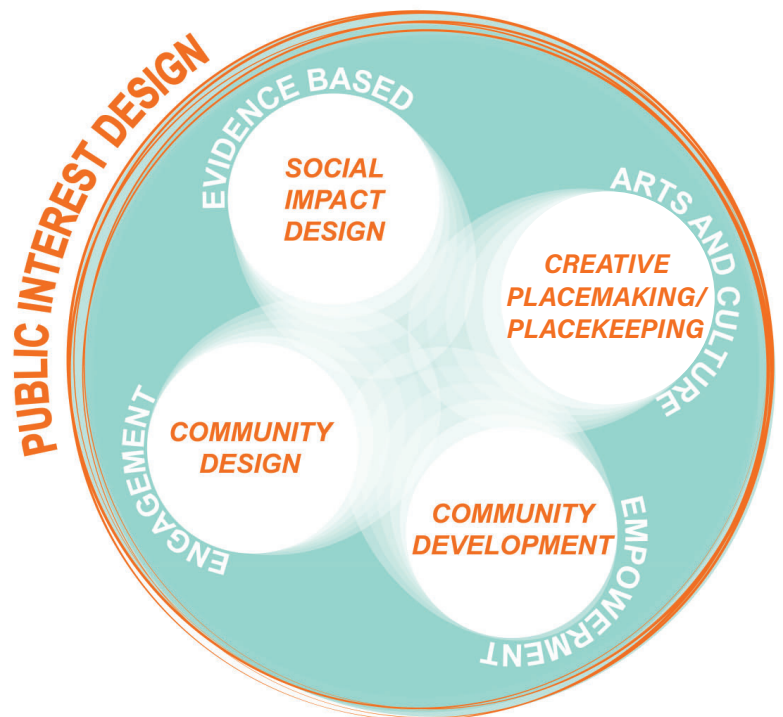 PUBLIC INTEREST DESIGN
EVIDENCE BASED
SOCIAL
IMPACT
DESIGN
ARTS AND CULTURE
CREATIVE
PLACEMAKING/
PLACEKEEPING
ENGAGEMENT
COMMUNITY
DESIGN
EMPOWERMENT
COMMUNITY
DEVELOPMENT